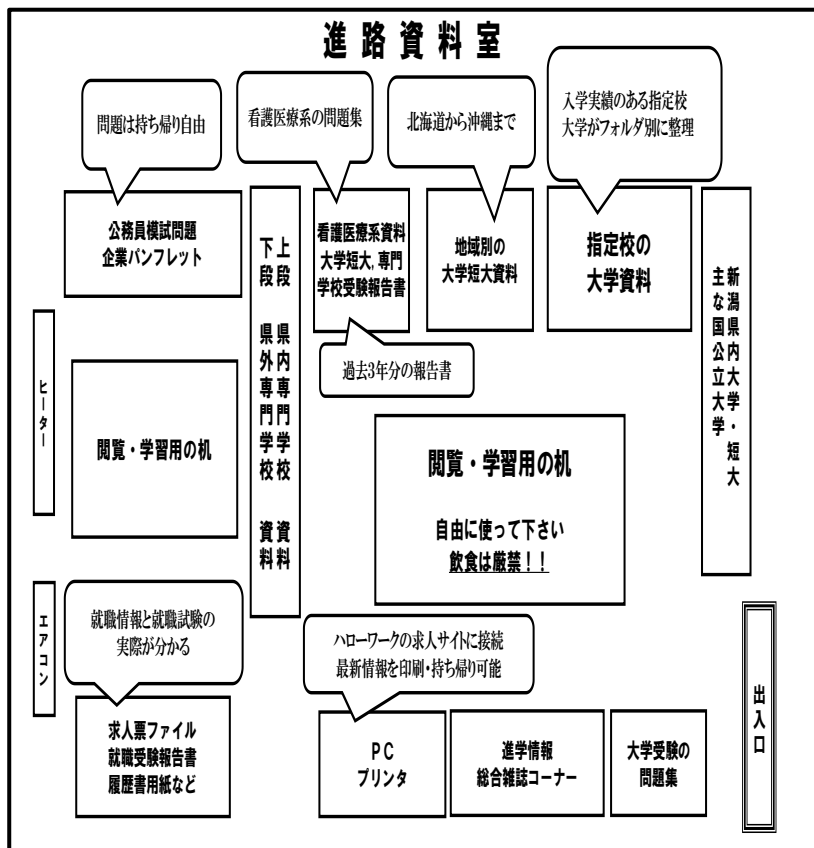 進路資料室
問題は持ち帰り自由
看護医療系の問題集
北海道から沖縄まで
入学実績のある指定校
大学がフォルダ別に整理
公務員模試問題
企業パンフレット
上段 県内専門学校 資料
下段 県外専門学校 資料
看護医療系資料
大学短大,専門
学校受験報告書
地域別の
大学短大資料
指定校の
大学資料
新潟県内大学・短大
主な国公立大学
過去3年分の報告書
ヒーター
閲覧・学習用の机
閲覧・学習用の机
自由に使って下さい
飲食は厳禁!!
エアコン
就職情報と就職試験の
実際が分かる
ハローワークの求人サイトに接続
最新情報を印刷・持ち帰り可能
求人票ファイル
就職受験報告書
履歴書用紙など
PC
プリンタ
進学情報
総合雑誌コーナー
大学受験の
問題集
出入口